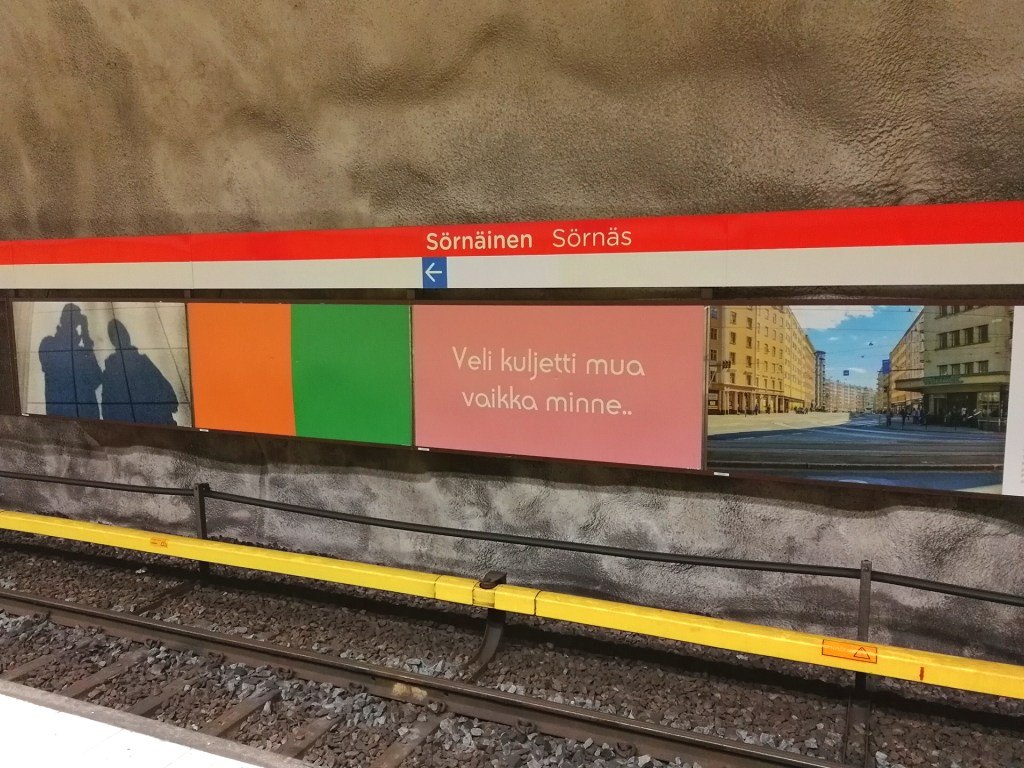 Sörnäinen Sörnäs
Veli kuljetti mua
vaikka minne..